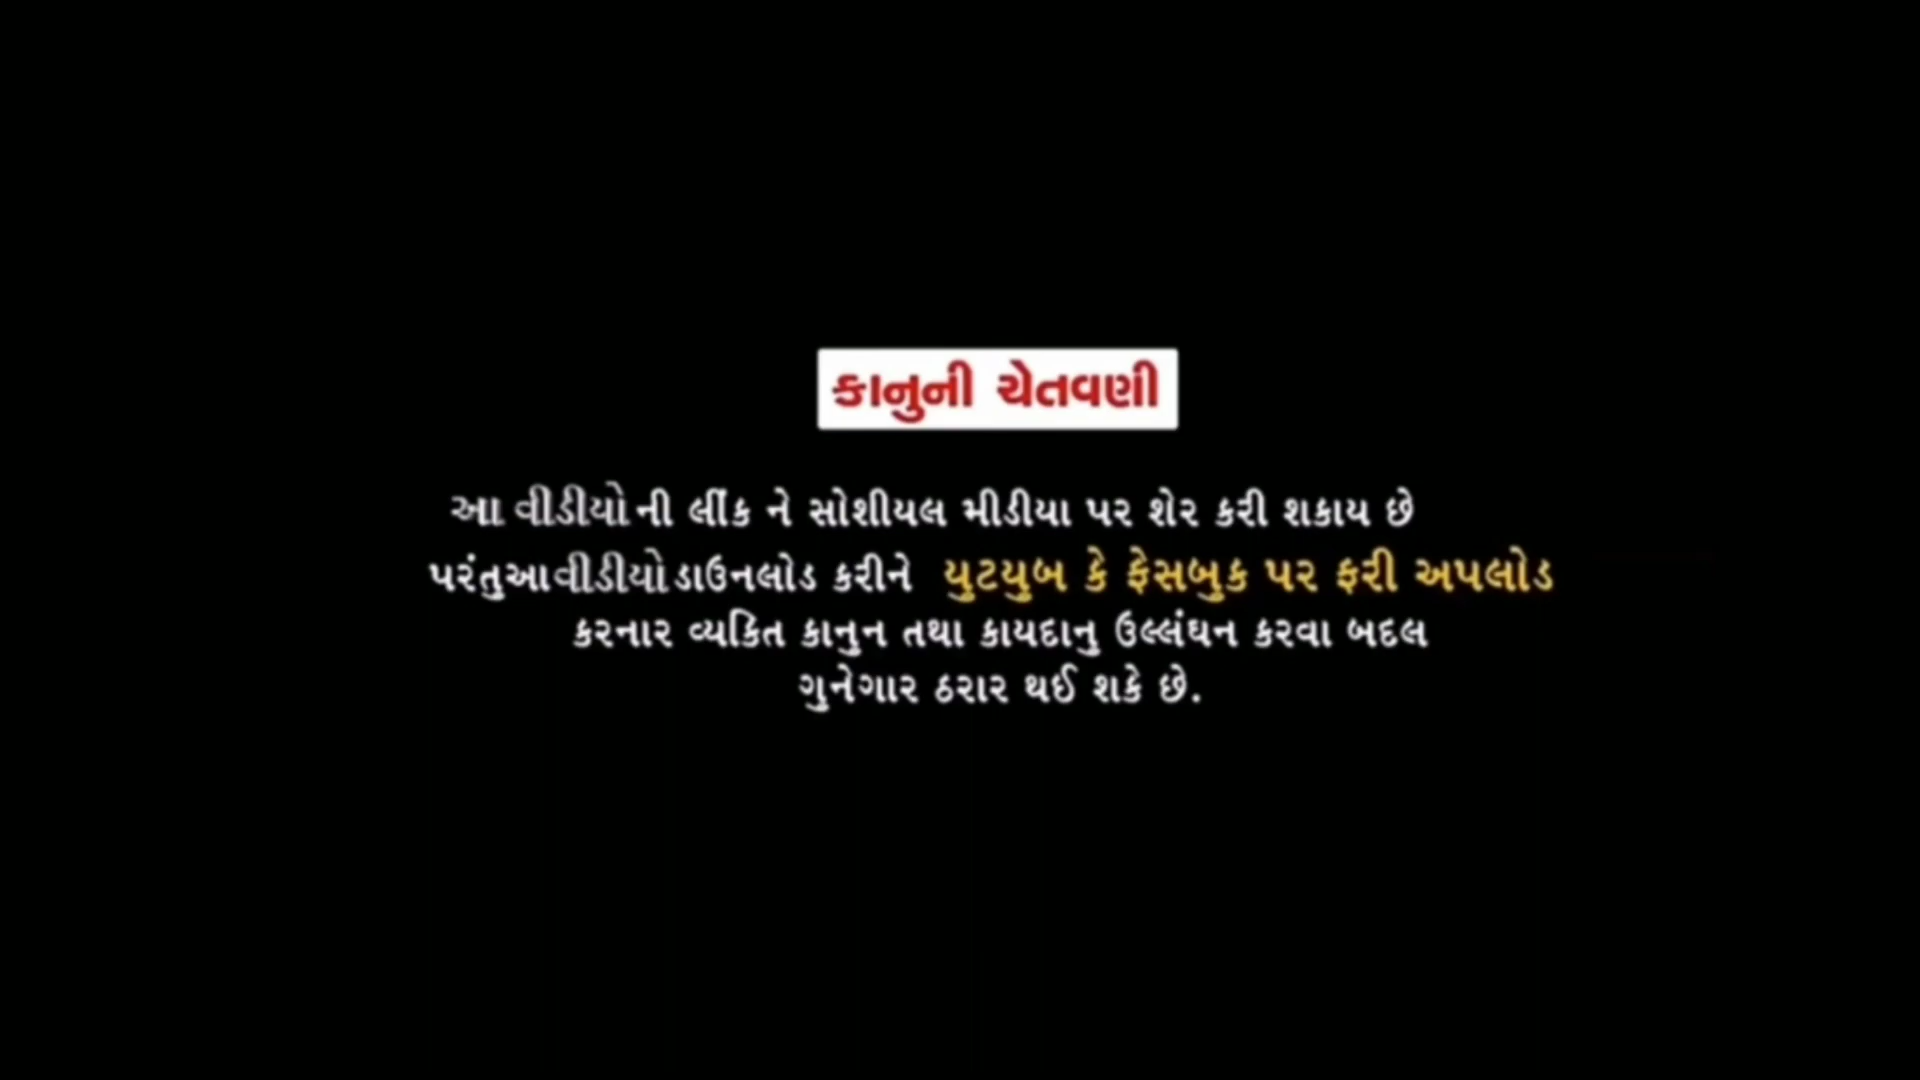 કાનુની ચેતવણી
આ વીડીયો ની લીંક ને સોશીયલ મીડીયા પર શેર કરી શકાય છે
પરંતુઆવીડીયો ડાઉનલોડ કરીને યુટયુબ કે ફેસબુક પર ફરી અપલોડ
કરનાર વ્યકિત કાનુન તથા કાયદાનુ ઉલ્લંઘન કરવા બદલ
ગુનેગાર ઠરાર થઈ શકે છે.